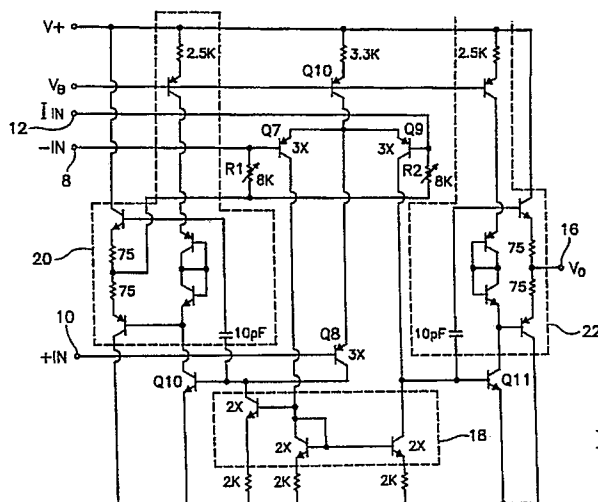 V+
2.5K
3.3K
2.5K
VB
Q10
I IN
12
Q7
Q9
-IN
3X
3X
8
R1
8K
R2
8K
20
75
75
16
75
75
VO
10pF
10pF
10
22
Q8
+IN
3X
Q10
Q11
2X
2X
2X
18
2K
2K
2K